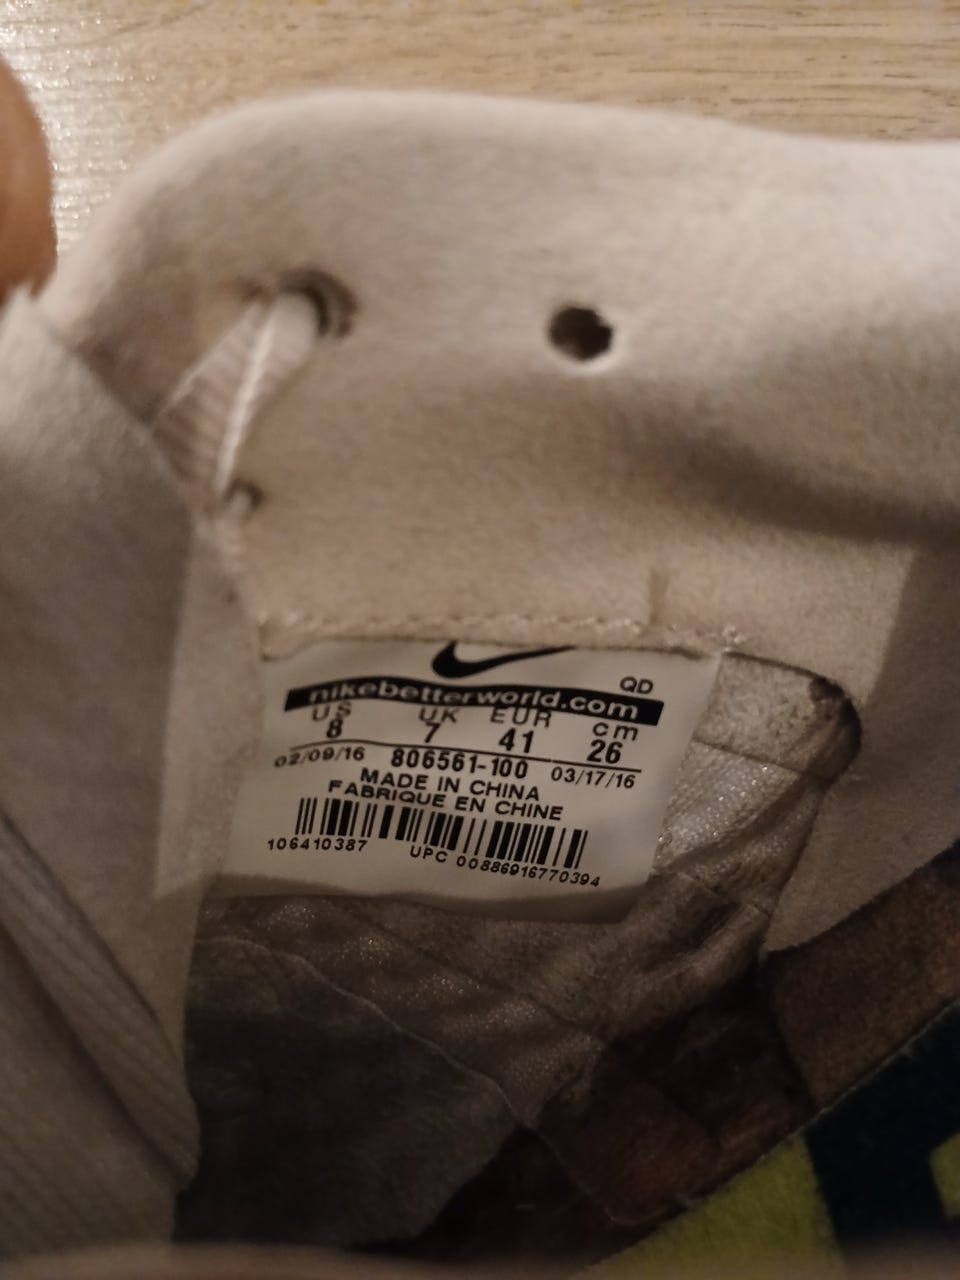 QD
nikebetterworld.com
US UK EUR cm
8 7 41 26
02/09/16 806561-100 03/17/16
MADE IN CHINA
FABRIQUE EN CHINE
106410387 UPC 00886916770394